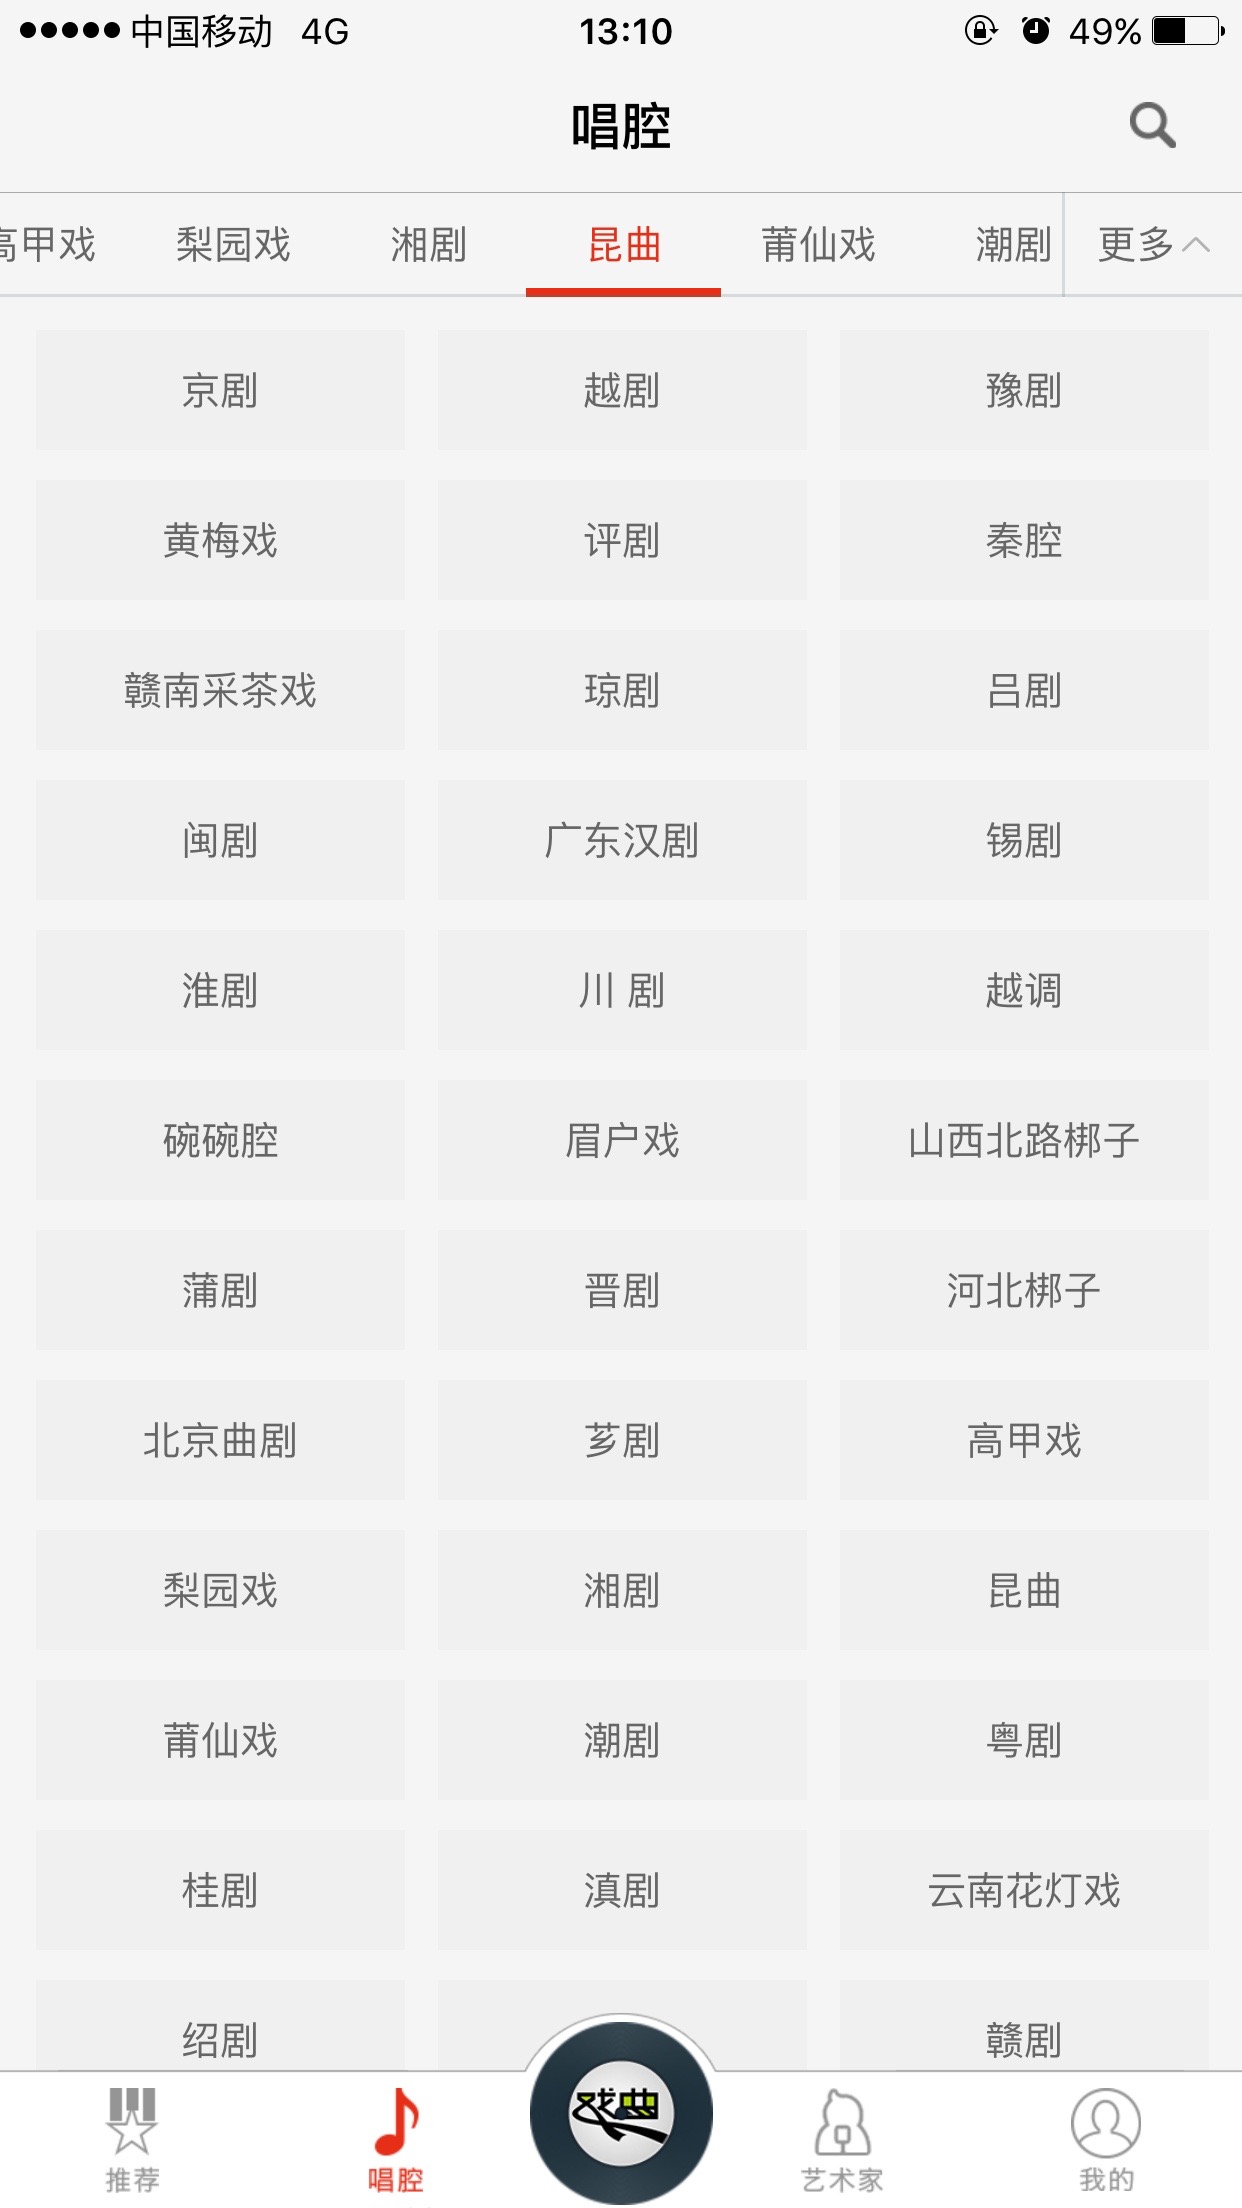 中国移动 4G 13:10 49%
唱腔
高甲戏 梨园戏 湘剧 昆曲 莆仙戏 潮剧 更多
京剧 越剧 豫剧
黄梅戏 评剧 秦腔
赣南采茶戏 琼剧 吕剧
闽剧 广东汉剧 锡剧
淮剧 川 剧 越调
碗碗腔 眉户戏 山西北路梆子
蒲剧 晋剧 河北梆子
北京曲剧 芗剧 高甲戏
梨园戏 湘剧 昆曲
莆仙戏 潮剧 粤剧
桂剧 滇剧 云南花灯戏
绍剧 赣剧
戏曲
推荐 唱腔 艺术家 我的